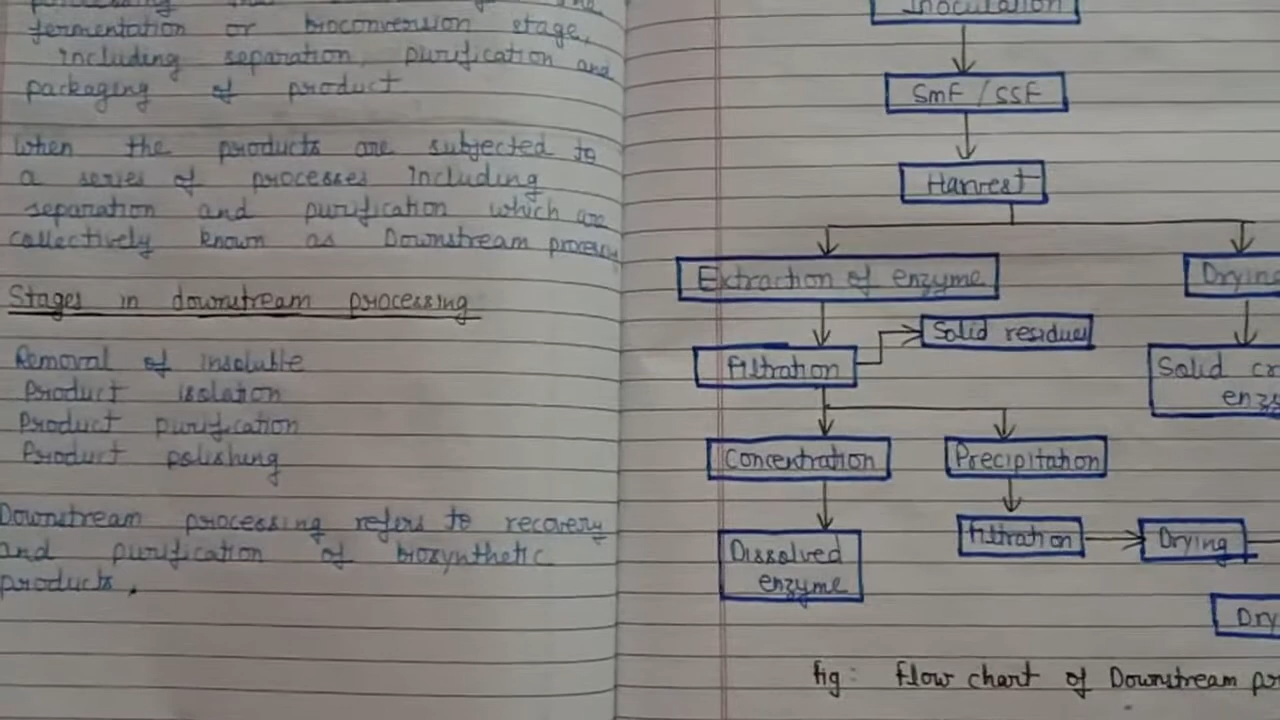 fermentation or bioconversion stage,
including separation, purification and
packaging of product
When the products are subjected to
a series of processes including
separation and purification which are
collectively known as Downstream
Stages in downstream processing
Removal of insoluble
Product isolation
Product purification
Product polishing
Downstream processing refers to recovery
and purification of biosynthetic
products.
Inoculation
SmF / SSF
Harvest
Extraction of enzyme
Drying
Solid residues
filtration
Solid
Concentration
Precipitation
filtration
Drying
Dissolved
enzyme
fig: flow chart of Downstream